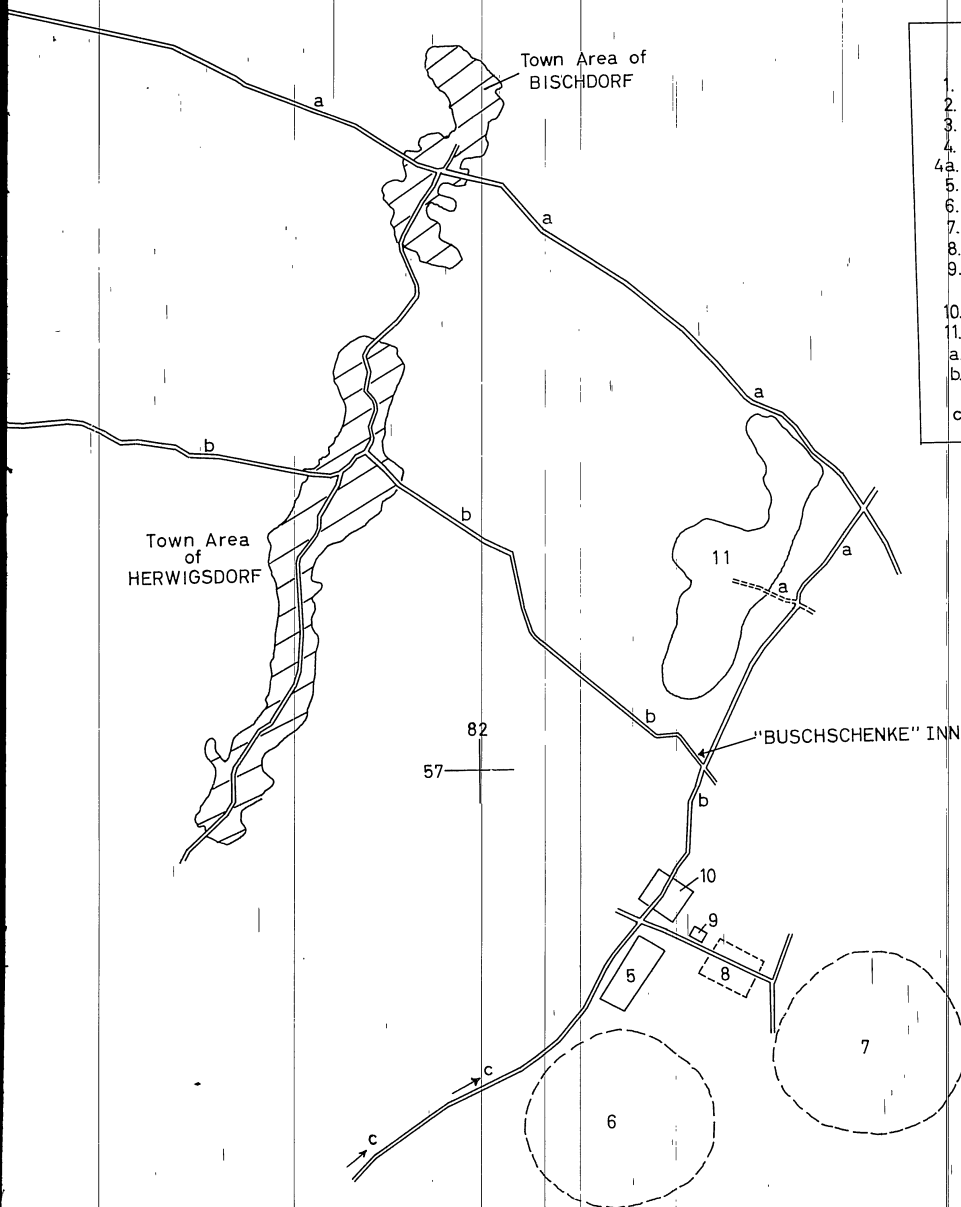 Town Area of
BISCHDORF
a
a
a
1.
2.
3.
4.
4a.
5.
6.
7.
8.
9.
10.
11.
a
b.
c
b
b
Town Area
of
HERWIGSDORF
11
a
a
b
82
57
"BUSCHSCHENKE" INN
b
10
9
5
8
7
6
c
c